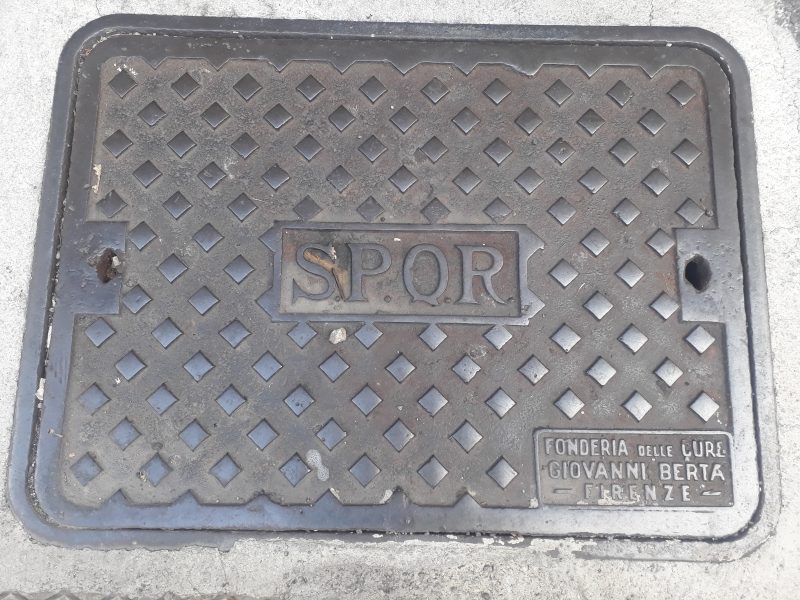 S.P.Q.R
FONDERIA DELLE CURE
GIOVANNI BERTA
- FIRENZE -